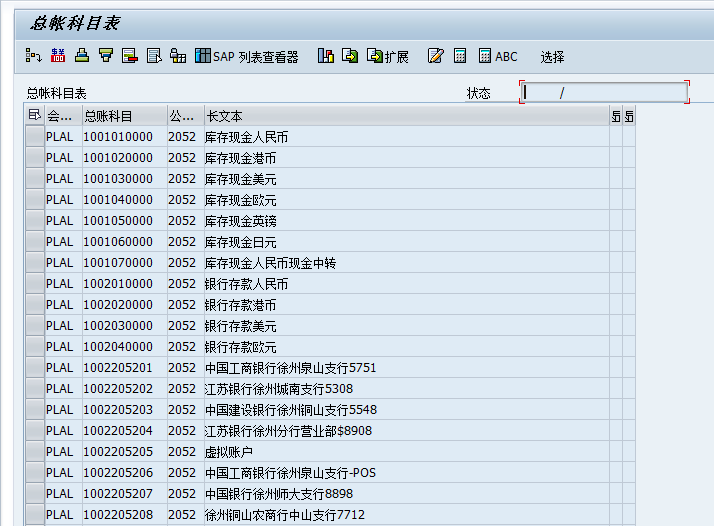 总帐科目表
SAP 列表查看器 扩展 ABC 选择
总帐科目表 状态 /
会... 总账科目 公... 长文本
PLAL 1001010000 2052 库存现金人民币
PLAL 1001020000 2052 库存现金港币
PLAL 1001030000 2052 库存现金美元
PLAL 1001040000 2052 库存现金欧元
PLAL 1001050000 2052 库存现金英镑
PLAL 1001060000 2052 库存现金日元
PLAL 1001070000 2052 库存现金人民币现金中转
PLAL 1002010000 2052 银行存款人民币
PLAL 1002020000 2052 银行存款港币
PLAL 1002030000 2052 银行存款美元
PLAL 1002040000 2052 银行存款欧元
PLAL 1002205201 2052 中国工商银行徐州泉山支行5751
PLAL 1002205202 2052 江苏银行徐州城南支行5308
PLAL 1002205203 2052 中国建设银行徐州铜山支行5548
PLAL 1002205204 2052 江苏银行徐州分行营业部$8908
PLAL 1002205205 2052 虚拟账户
PLAL 1002205206 2052 中国工商银行徐州泉山支行-POS
PLAL 1002205207 2052 中国银行徐州师大支行8898
PLAL 1002205208 2052 徐州铜山农商行中山支行7712